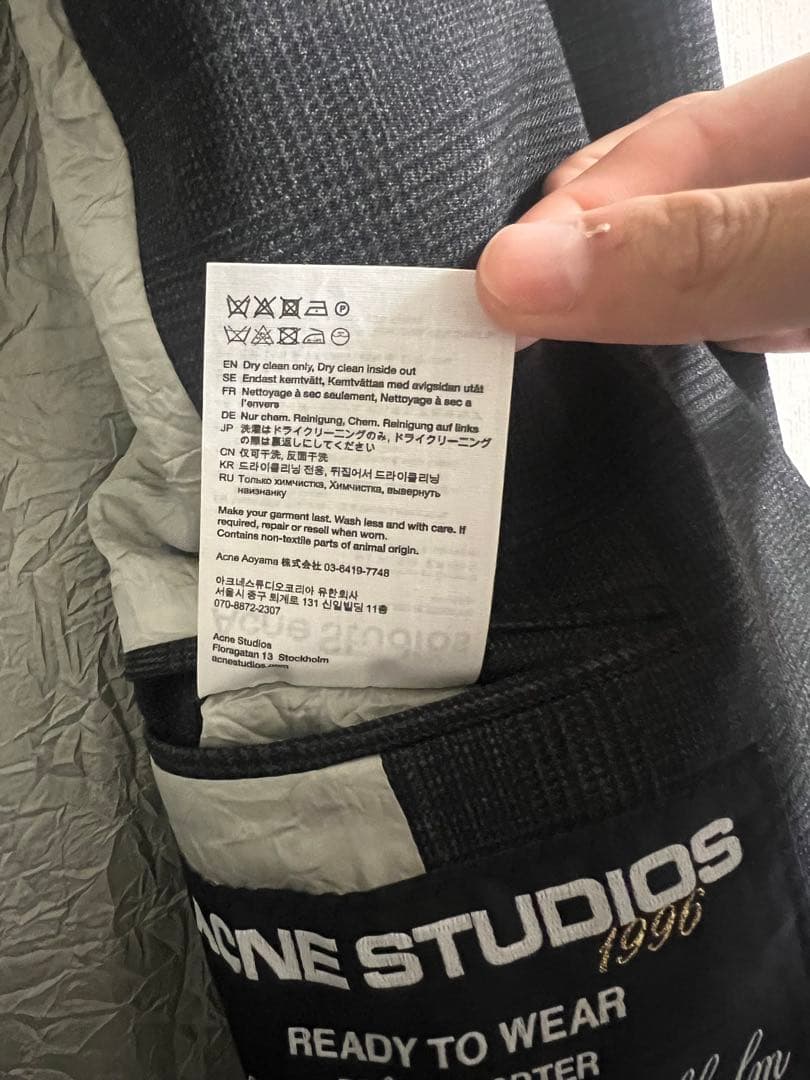 P
EN Dry clean only, Dry clean inside out
SE Endast kemtvätt, Kemtvättas med avigsidan utåt
FR Nettoyage à sec seulement, Nettoyage à sec a
l'envers
DE Nur chem. Reinigung, Chem. Reinigung auf links
JP 洗濯はドライクリーニングのみ, ドライクリーニング
の際は裏返しにしてください
CN 仅可干洗, 反面干洗
KR 드라이클리닝 전용, 뒤집어서 드라이클리닝
RU Только химчистка, Химчистка, вывернуть
наизнанку
Make your garment last. Wash less and with care. If
required, repair or resell when worn.
Contains non-textile parts of animal origin.
Acne Aoyama 株式会社 03-6419-7748
아크네스튜디오코리아 유한회사
서울시 중구 퇴계로 131 신일빌딩 11층
070-8872-2307
Acne Studios
Floragatan 13 Stockholm
acnestudios.com
ACNE STUDIOS
1996
READY TO WEAR